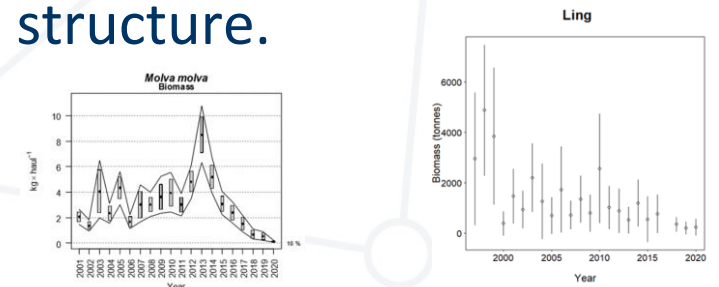 structure.
Molva molva
Biomass
kg × haul⁻¹
10
8
6
4
2
0
10 %
2001 2002 2003 2004 2005 2006 2007 2008 2009 2010 2011 2012 2013 2014 2015 2016 2017 2018 2019 2020
Year
Ling
Biomass (tonnes)
6000
4000
2000
0
2000 2005 2010 2015 2020
Year